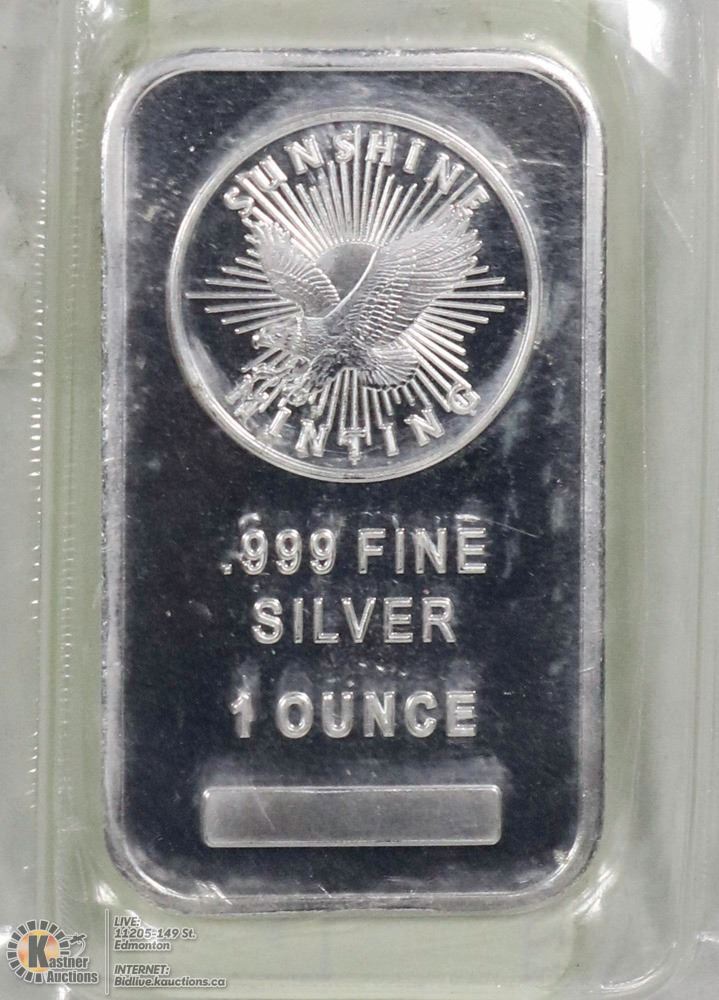 SUNSHINE
MINTING
.999 FINE
SILVER
1 OUNCE
Kastner
Auctions
LIVE:
11205-149 St.
Edmonton
INTERNET:
Bidlive.kauctions.ca